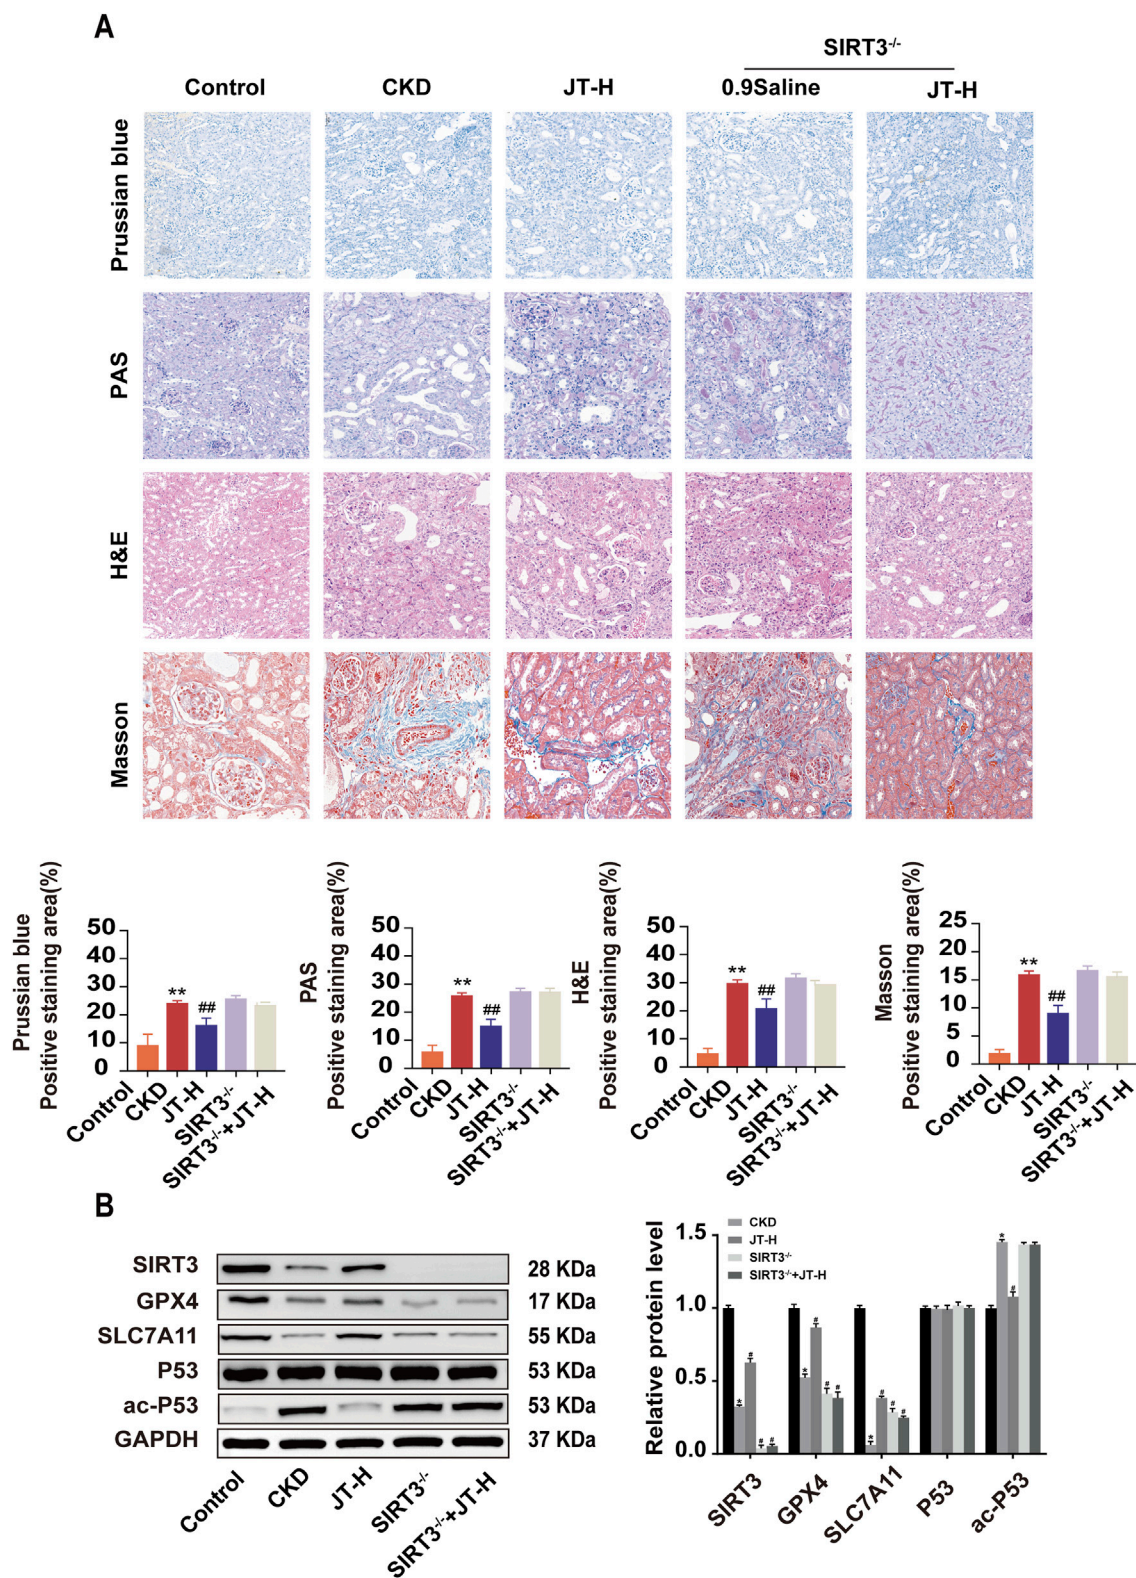 A
SIRT3-/-
Control CKD JT-H 0.9Saline JT-H
Prussian blue
PAS
H&E
Masson
Prussian blue
Positive staining area(%)
50
40
30
20
10
0
Control
CKD
JT-H
SIRT3-/-
SIRT3-/-+JT-H
PAS
Positive staining area(%)
50
40
30
20
10
0
Control
CKD
JT-H
SIRT3-/-
SIRT3-/-+JT-H
H&E
Positive staining area(%)
50
40
30
20
10
0
Control
CKD
JT-H
SIRT3-/-
SIRT3-/-+JT-H
Masson
Positive staining area(%)
25
20
15
10
5
0
Control
CKD
JT-H
SIRT3-/-
SIRT3-/-+JT-H
** ##
** ##
** ##
** ##
B
SIRT3 28 KDa
GPX4 17 KDa
SLC7A11 55 KDa
P53 53 KDa
ac-P53 53 KDa
GAPDH 37 KDa
Control
CKD
JT-H
SIRT3-/-
SIRT3-/-+JT-H
Relative protein level
1.5
1.0
0.5
0.0
CKD
JT-H
SIRT3-/-
SIRT3-/-+JT-H
* # # #
* # # #
* # # #
* #
SIRT3
GPX4
SLC7A11
P53
ac-P53